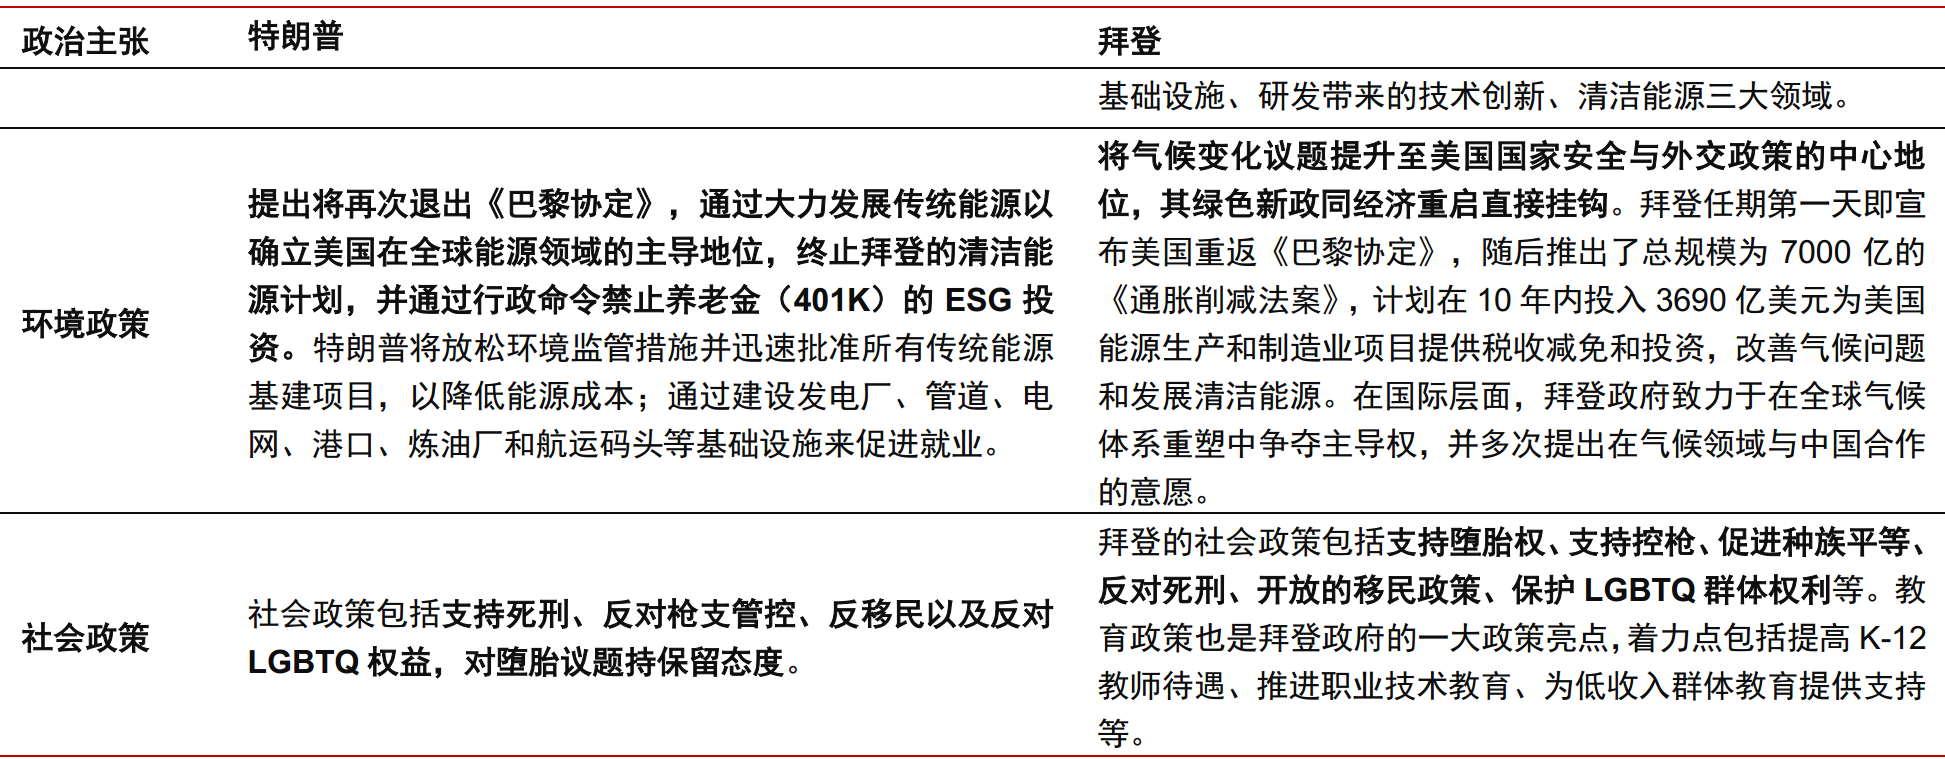 政治主张 特朗普 拜登
基础设施、研发带来的技术创新、清洁能源三大领域。
环境政策
提出将再次退出《巴黎协定》，通过大力发展传统能源以
确立美国在全球能源领域的主导地位，终止拜登的清洁能
源计划，并通过行政命令禁止养老金（401K）的 ESG 投
资。特朗普将放松环境监管措施并迅速批准所有传统能源
基建项目，以降低能源成本；通过建设发电厂、管道、电
网、港口、炼油厂和航运码头等基础设施来促进就业。
将气候变化议题提升至美国国家安全与外交政策的中心地
位，其绿色新政同经济重启直接挂钩。拜登任期第一天即宣
布美国重返《巴黎协定》，随后推出了总规模为 7000 亿的
《通胀削减法案》，计划在 10 年内投入 3690 亿美元为美国
能源生产和制造业项目提供税收减免和投资，改善气候问题
和发展清洁能源。在国际层面，拜登政府致力于在全球气候
体系重塑中争夺主导权，并多次提出在气候领域与中国合作
的意愿。
社会政策
社会政策包括支持死刑、反对枪支管控、反移民以及反对
LGBTQ 权益，对堕胎议题持保留态度。
拜登的社会政策包括支持堕胎权、支持控枪、促进种族平等、
反对死刑、开放的移民政策、保护 LGBTQ 群体权利等。教
育政策也是拜登政府的一大政策亮点，着力点包括提高 K-12
教师待遇、推进职业技术教育、为低收入群体教育提供支持
等。